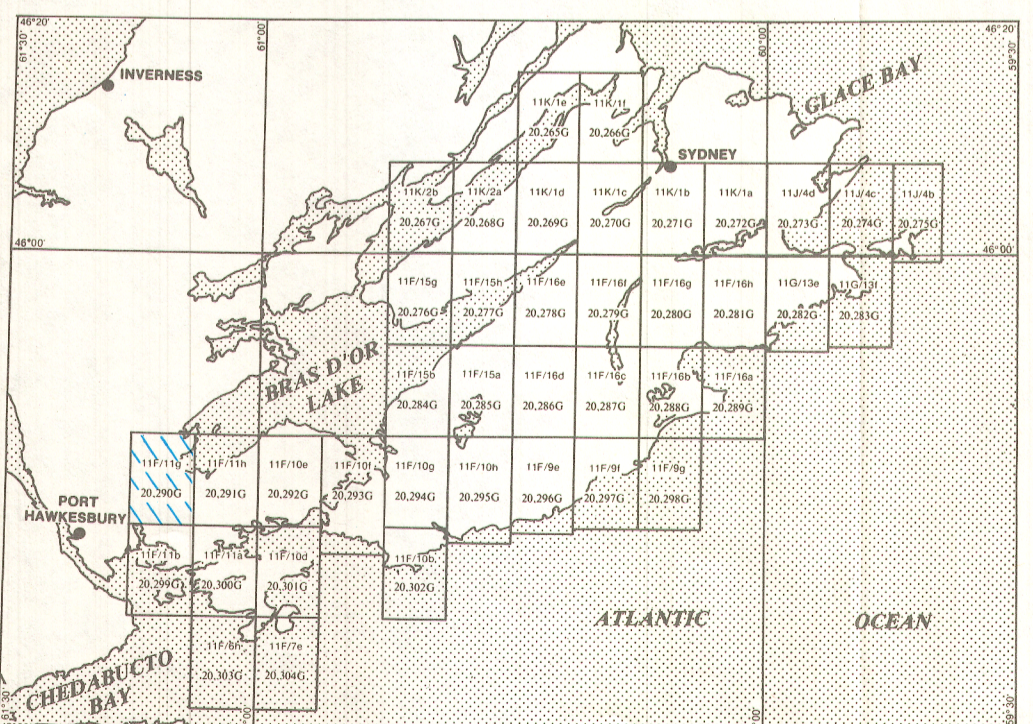 46°20'
61°30'
61°00'
60°00'
46°20'
59°30'
INVERNESS
GLACE BAY
11K/1e
11K/1f
20,265G
20,266G
SYDNEY
11K/2b
11K/2a
11K/1d
11K/1c
11K/1b
11K/1a
11J/4d
11J/4c
11J/4b
20,267G
20,268G
20,269G
20,270G
20,271G
20,272G
20,273G
20,274G
20,275G
46°00'
46°00'
11F/15g
11F/15h
11F/16e
11F/16f
11F/16g
11F/16h
11G/13e
11G/13f
20,276G
20,277G
20,278G
20,279G
20,280G
20,281G
20,282G
20,283G
BRAS D'OR
LAKE
11F/15b
11F/15a
11F/16d
11F/16c
11F/16b
11F/16a
20,284G
20,285G
20,286G
20,287G
20,288G
20,289G
11F/11g
11F/11h
11F/10e
11F/10f
11F/10g
11F/10h
11F/9e
11F/9f
11F/9g
20,290G
20,291G
20,292G
20,293G
20,294G
20,295G
20,296G
20,297G
20,298G
PORT
HAWKESBURY
11F/11b
11F/11a
11F/10d
11F/10b
20,299G
20,300G
20,301G
20,302G
ATLANTIC
OCEAN
11F/6h
11F/7e
20,303G
20,304G
CHEDABUCTO
BAY
61°30'
00'
59°30'